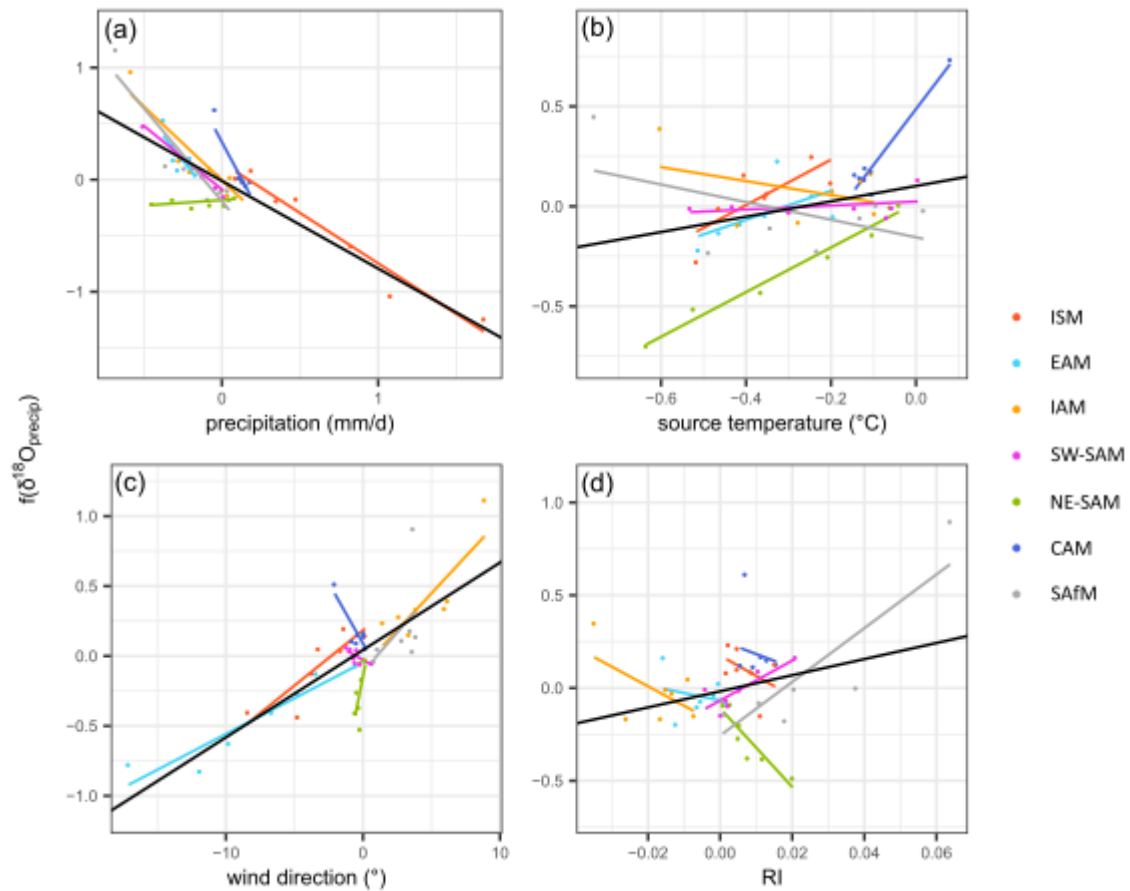 (a)
(b)
1
0
−1
0
1
0.5
0.0
−0.5
−0.6
−0.4
−0.2
0.0
precipitation (mm/d)
source temperature (°C)
f(δ¹⁸Oₚᵣₑcᵢₚ)
(c)
(d)
1.0
0.5
0.0
−0.5
−1.0
−10
0
10
1.0
0.5
0.0
−0.5
−0.02
0.00
0.02
0.04
0.06
wind direction (°)
RI
ISM
EAM
IAM
SW-SAM
NE-SAM
CAM
SAfM